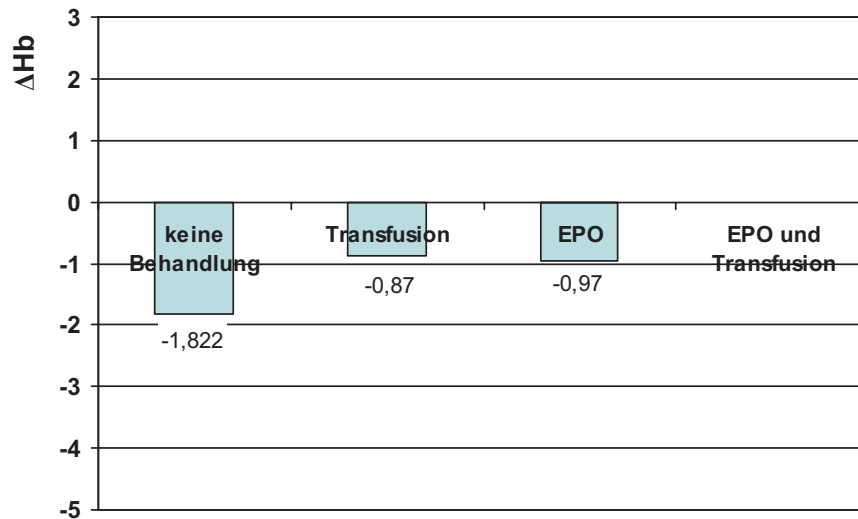 3
ΔHb
2
1
0
keine
Behandlung
Transfusion
EPO
EPO und
Transfusion
-1
-0,87
-0,97
-1,822
-2
-3
-4
-5